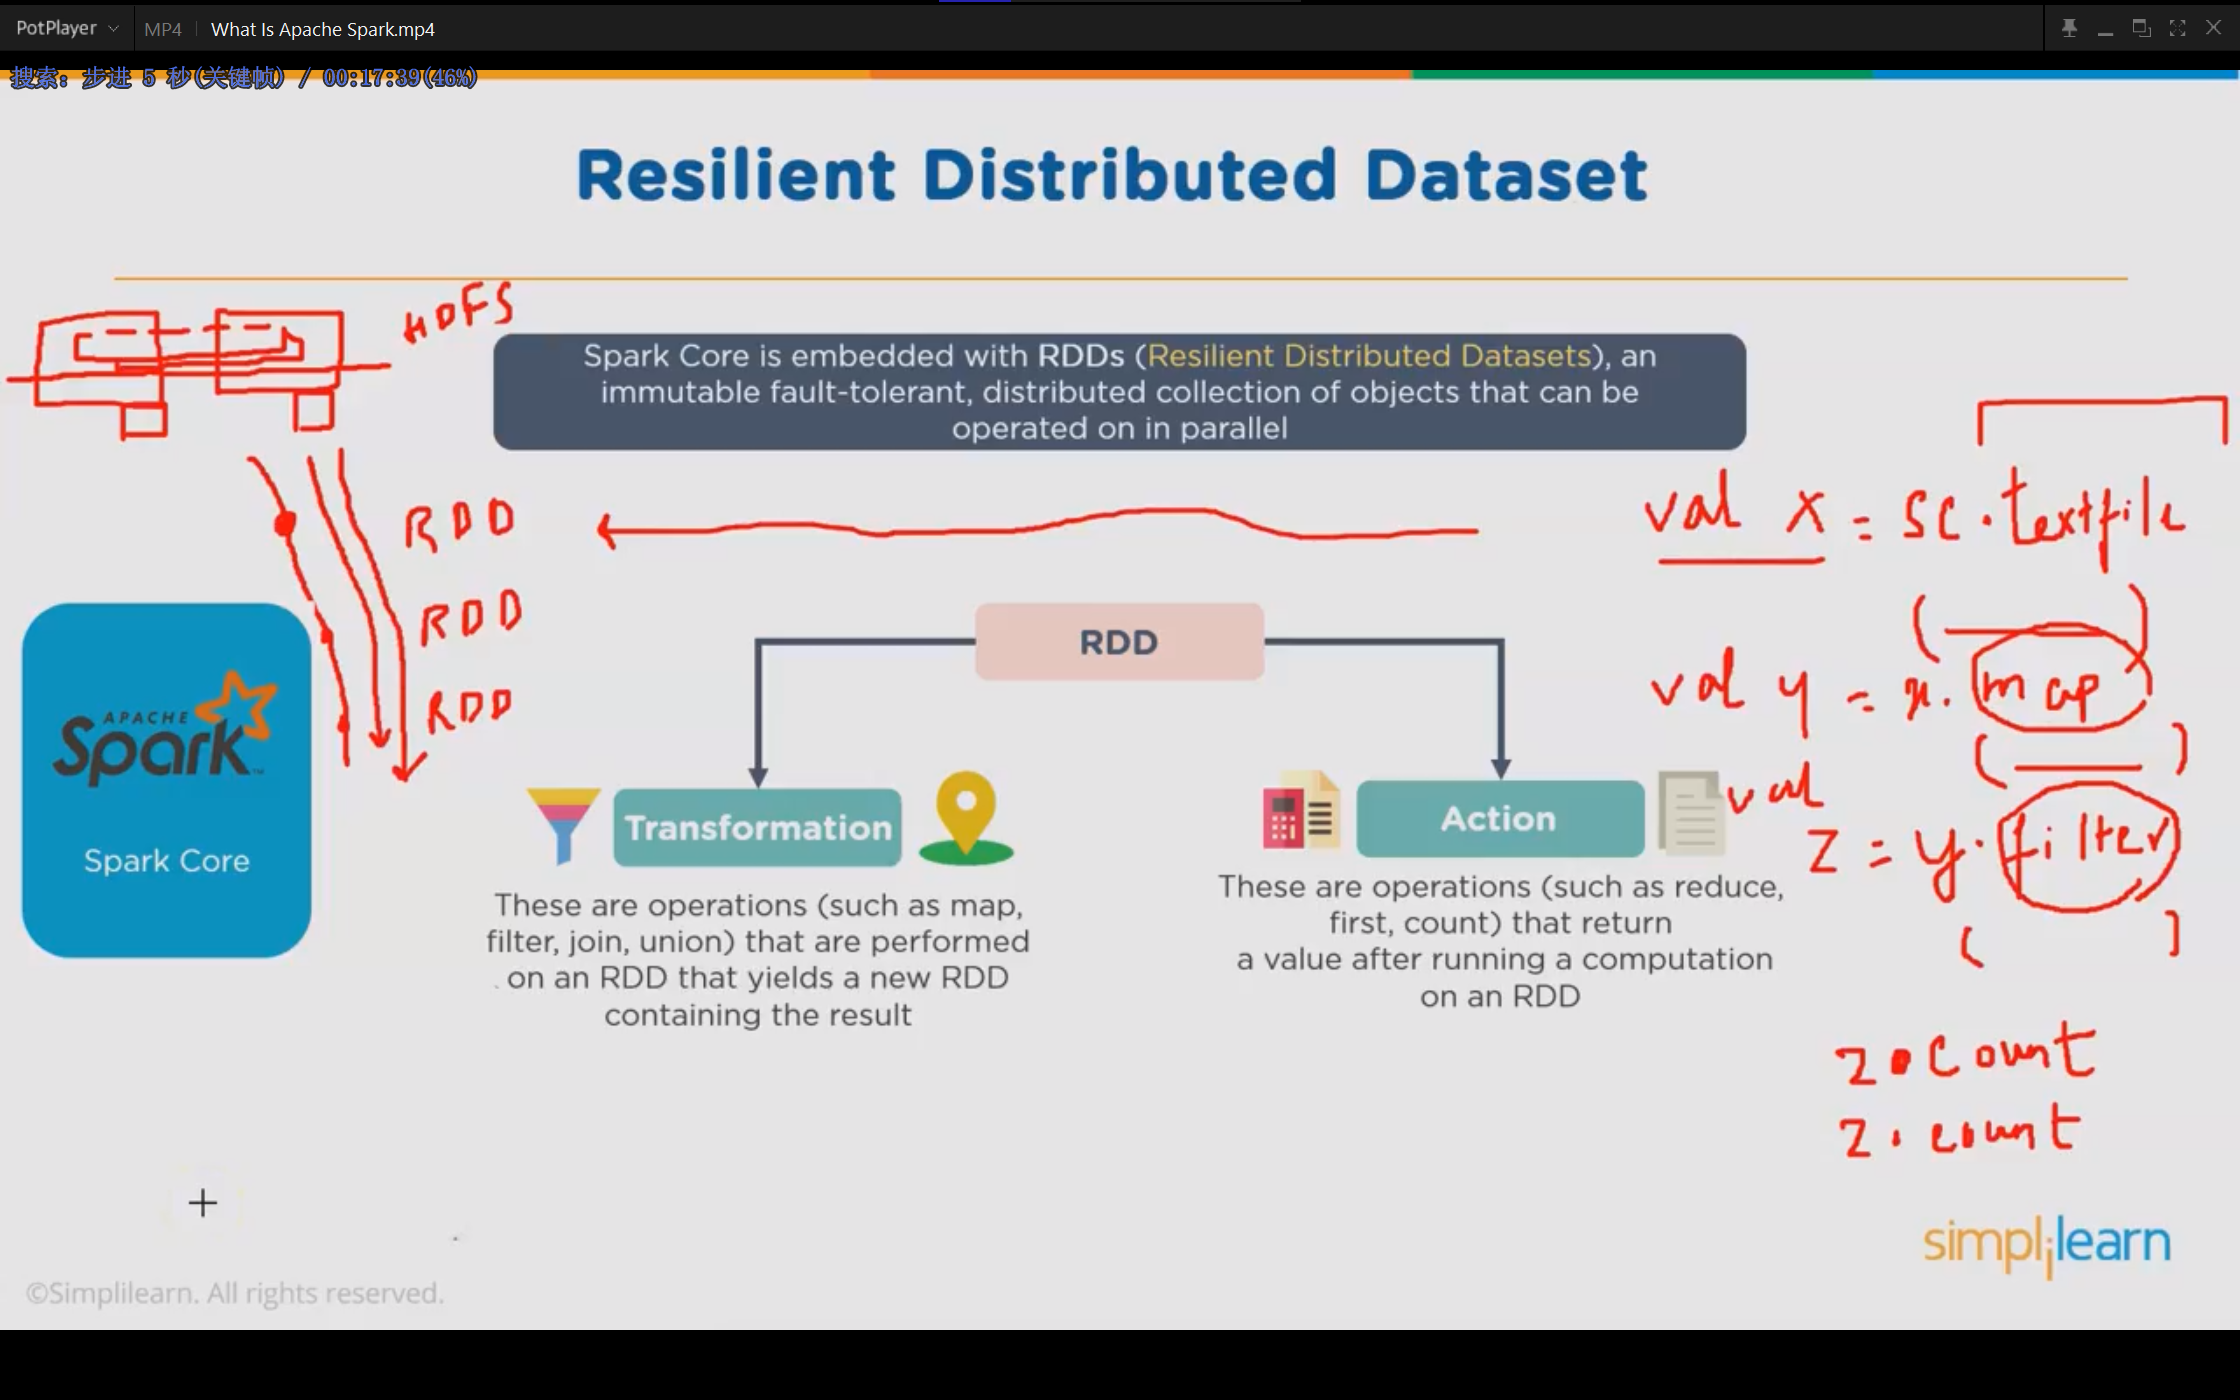 PotPlayer MP4 What Is Apache Spark.mp4
搜索: 步进 5 秒(关键帧) / 00:17:39(46%)
Resilient Distributed Dataset
HDFS
Spark Core is embedded with RDDs (Resilient Distributed Datasets), an
immutable fault-tolerant, distributed collection of objects that can be
operated on in parallel
val x = sc.textfile
( )
val y = x.map
( )
val
z = y.filter
( )
z.count
z.count
RDD
RDD
RDD
RDD
APACHE
Spark™
Spark Core
Transformation
These are operations (such as map,
filter, join, union) that are performed
on an RDD that yields a new RDD
containing the result
Action
These are operations (such as reduce,
first, count) that return
a value after running a computation
on an RDD
simplilearn
©Simplilearn. All rights reserved.